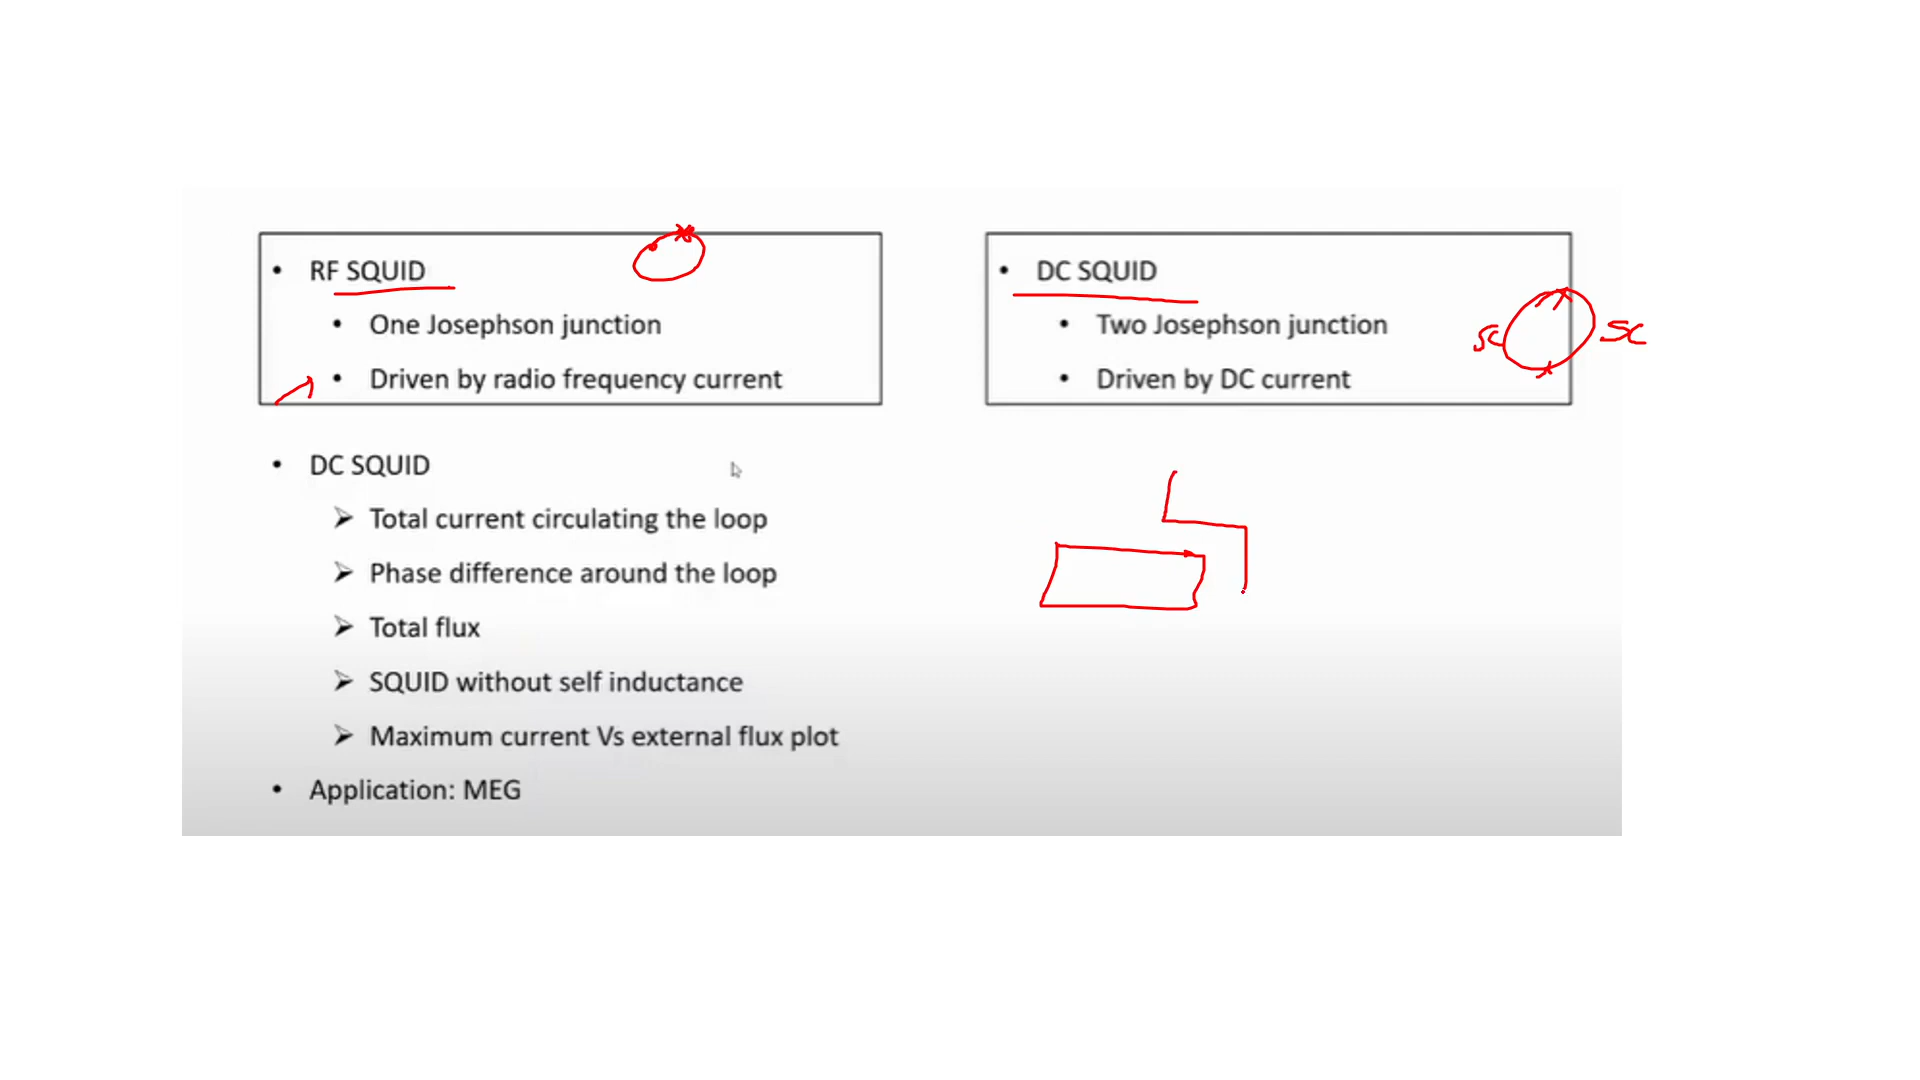 RF SQUID
One Josephson junction
Driven by radio frequency current
DC SQUID
Two Josephson junction
Driven by DC current
SC
SC
DC SQUID
Total current circulating the loop
Phase difference around the loop
Total flux
SQUID without self inductance
Maximum current Vs external flux plot
Application: MEG